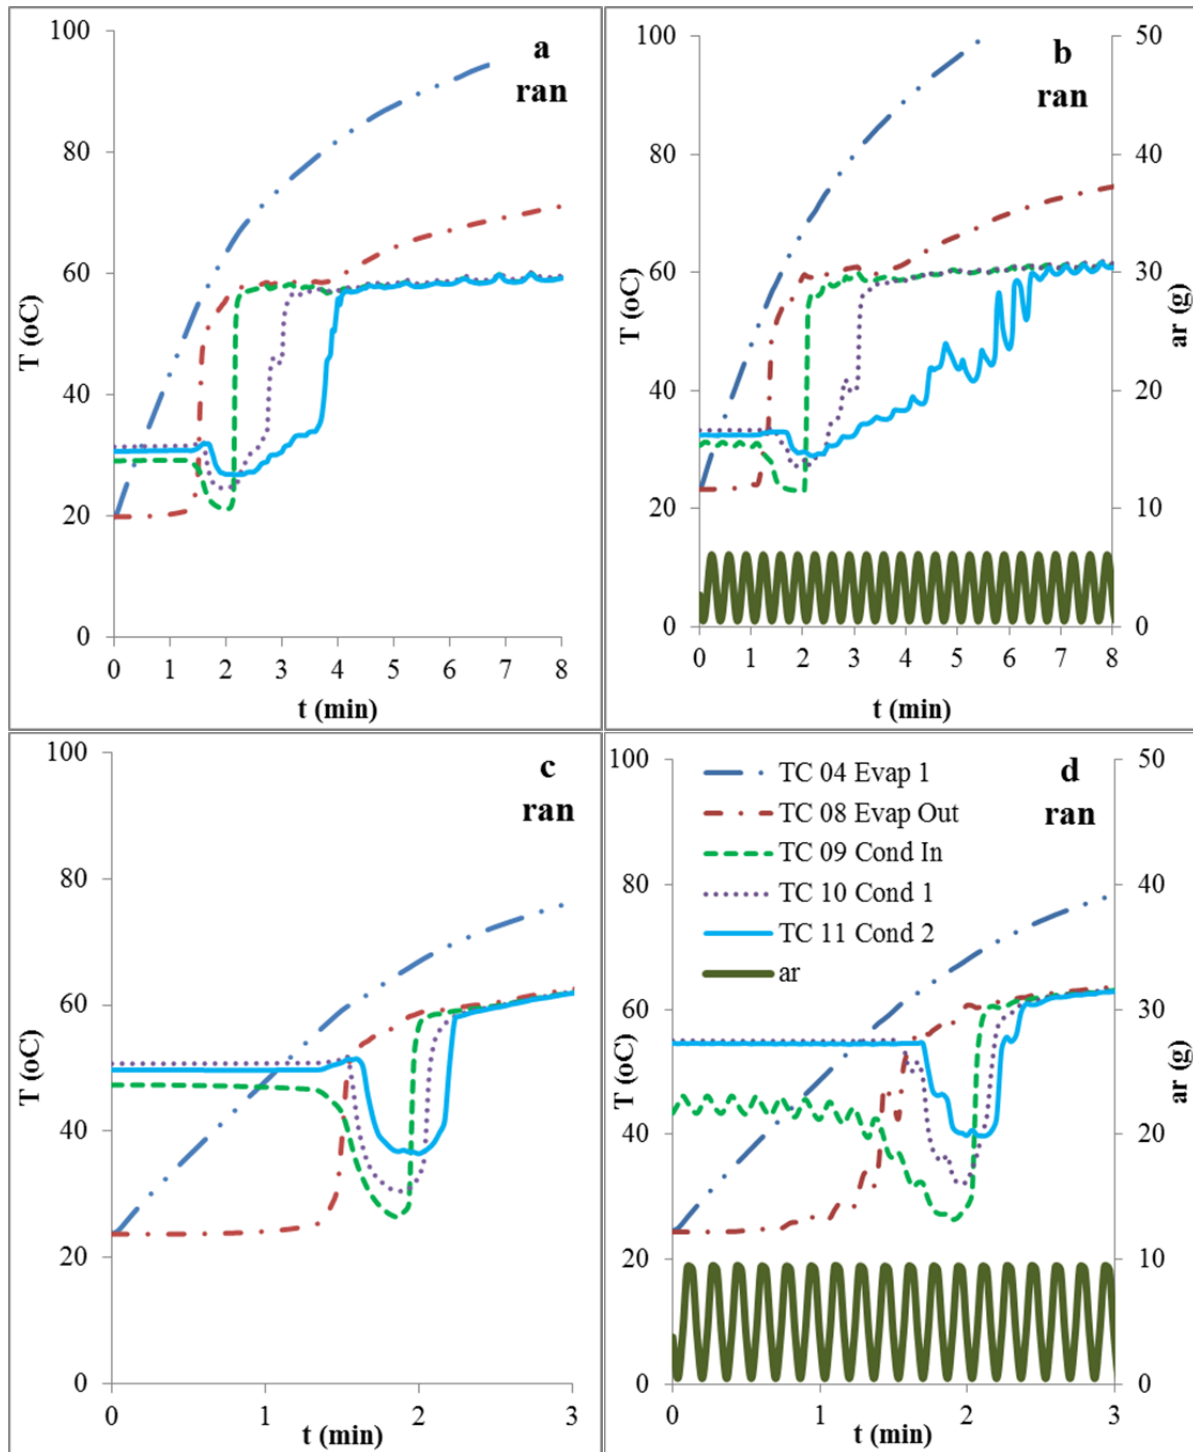 a
ran
100
80
60
40
20
0
T (oC)
0 1 2 3 4 5 6 7 8
t (min)
b
ran
100
80
60
40
20
0
T (oC)
50
40
30
20
10
0
ar (g)
0 1 2 3 4 5 6 7 8
t (min)
c
ran
100
80
60
40
20
0
T (oC)
0 1 2 3
t (min)
d
ran
100
80
60
40
20
0
T (oC)
TC 04 Evap 1
TC 08 Evap Out
TC 09 Cond In
TC 10 Cond 1
TC 11 Cond 2
ar
50
40
30
20
10
0
ar (g)
0 1 2 3
t (min)